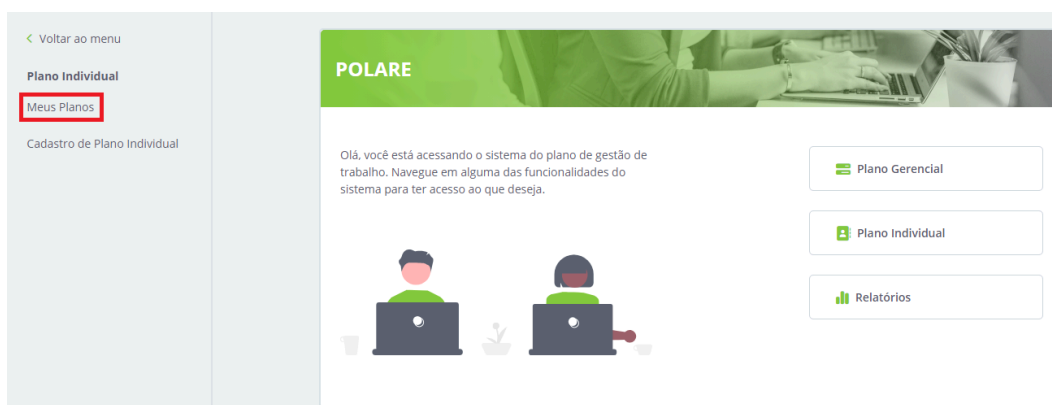 Voltar ao menu
Plano Individual
Meus Planos
Cadastro de Plano Individual
POLARE
Olá, você está acessando o sistema do plano de gestão de
trabalho. Navegue em alguma das funcionalidades do
sistema para ter acesso ao que deseja.
Plano Gerencial
Plano Individual
Relatórios